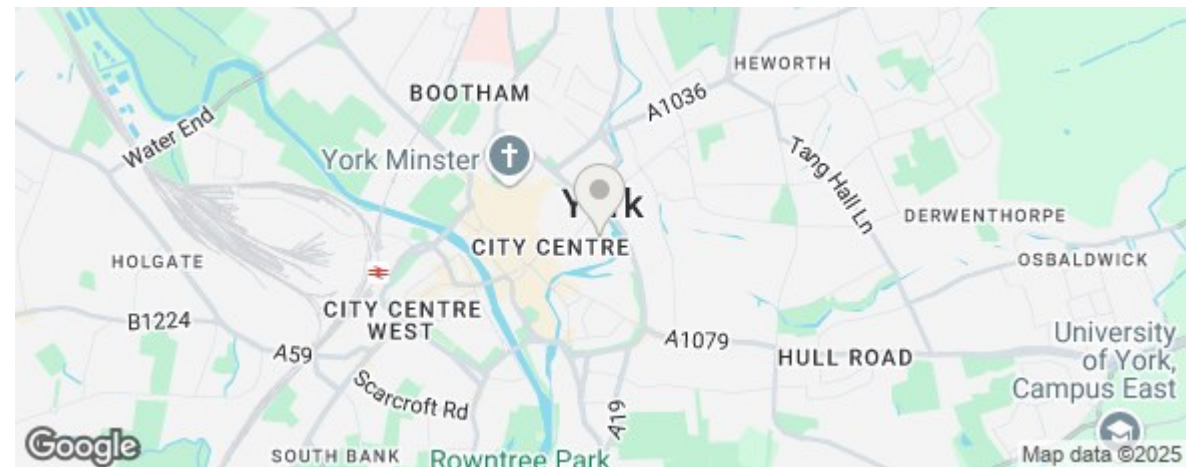 HEWORTH
BOOTHAM
A1036
Water End
York Minster
Tang Hall Ln
York
DERWENTHORPE
CITY CENTRE
OSBALDWICK
HOLGATE
CITY CENTRE
WEST
B1224
University
of York,
Campus East
A1079
HULL ROAD
A59
Scarcroft Rd
A19
Google
SOUTH BANK
Rowntree Park
Map data ©2025